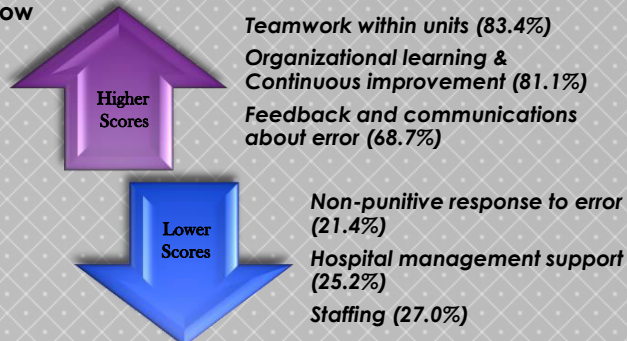 ow
Higher
Scores
Teamwork within units (83.4%)
Organizational learning &
Continuous improvement (81.1%)
Feedback and communications
about error (68.7%)
Lower
Scores
Non-punitive response to error
(21.4%)
Hospital management support
(25.2%)
Staffing (27.0%)